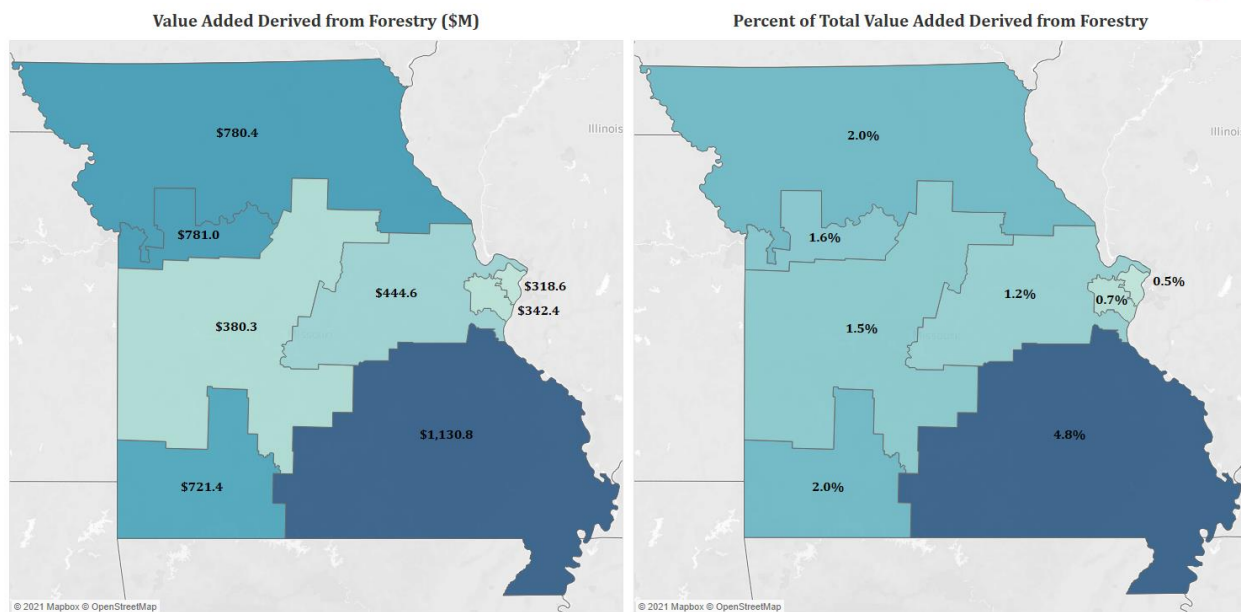 Value Added Derived from Forestry ($M)
$780.4
Illinois
$781.0
$318.6
$444.6
$342.4
$380.3
$1,130.8
$721.4
© 2021 Mapbox © OpenStreetMap
Percent of Total Value Added Derived from Forestry
2.0%
Illinoi
1.6%
0.5%
1.2%
0.7%
1.5%
4.8%
2.0%
© 2021 Mapbox © OpenStreetMap